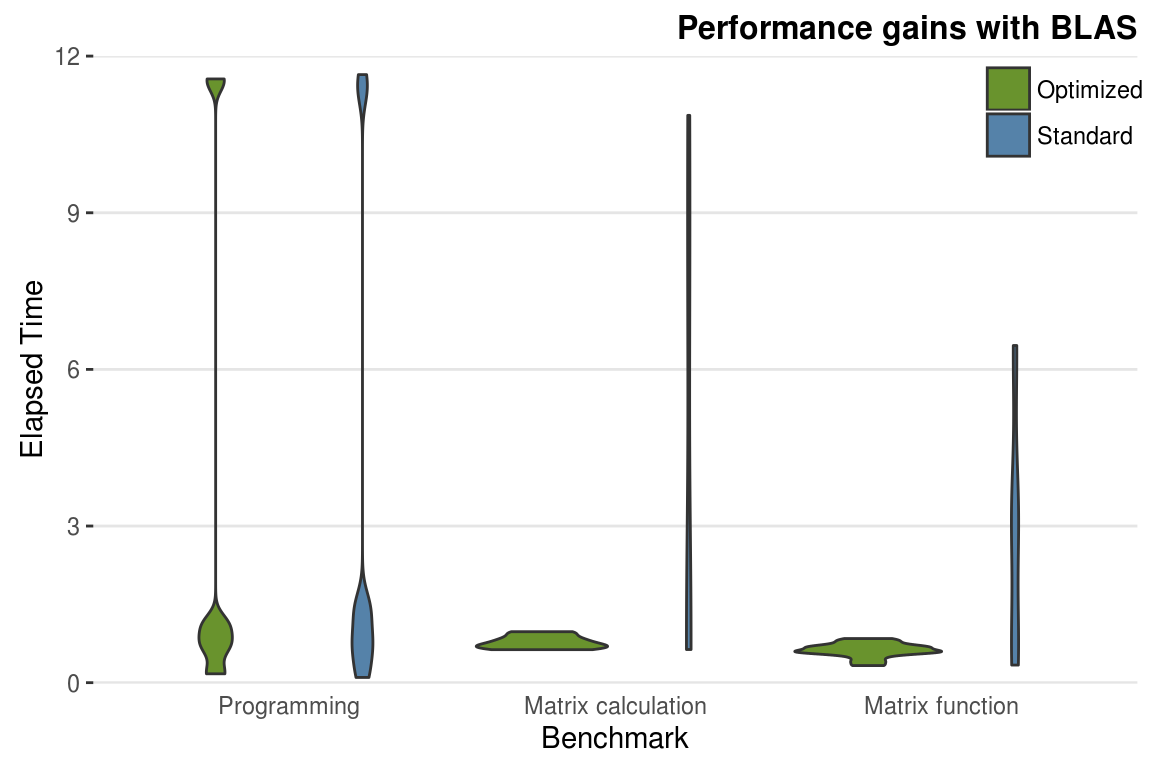 Performance gains with BLAS
Optimized
Standard
Elapsed Time
12
9
6
3
0
Programming
Matrix calculation
Matrix function
Benchmark